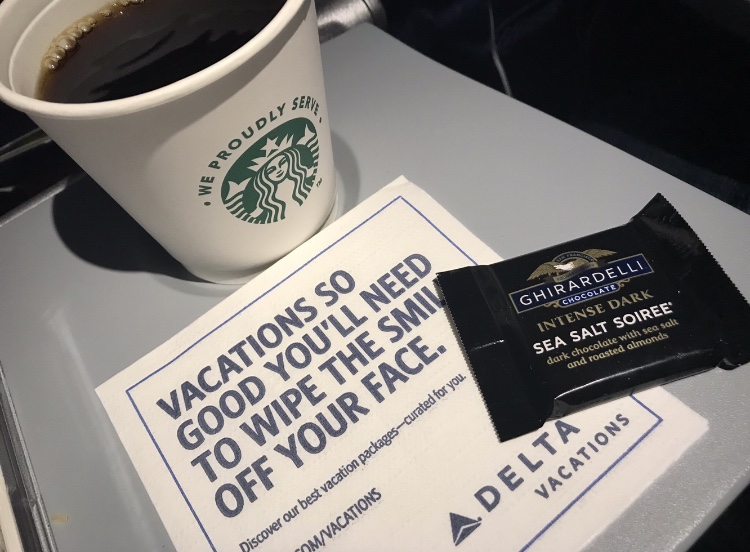 WE PROUDLY SERVE
VACATIONS SO
GOOD YOU'LL NEED
TO WIPE THE SMIL
OFF YOUR FACE.
Discover our best vacation packages—curated for you.
COM/VACATIONS
DELTA
VACATIONS
GHIRARDELLI
CHOCOLATE
INTENSE DARK
SEA SALT SOIREE
dark chocolate with sea salt
and roasted almonds